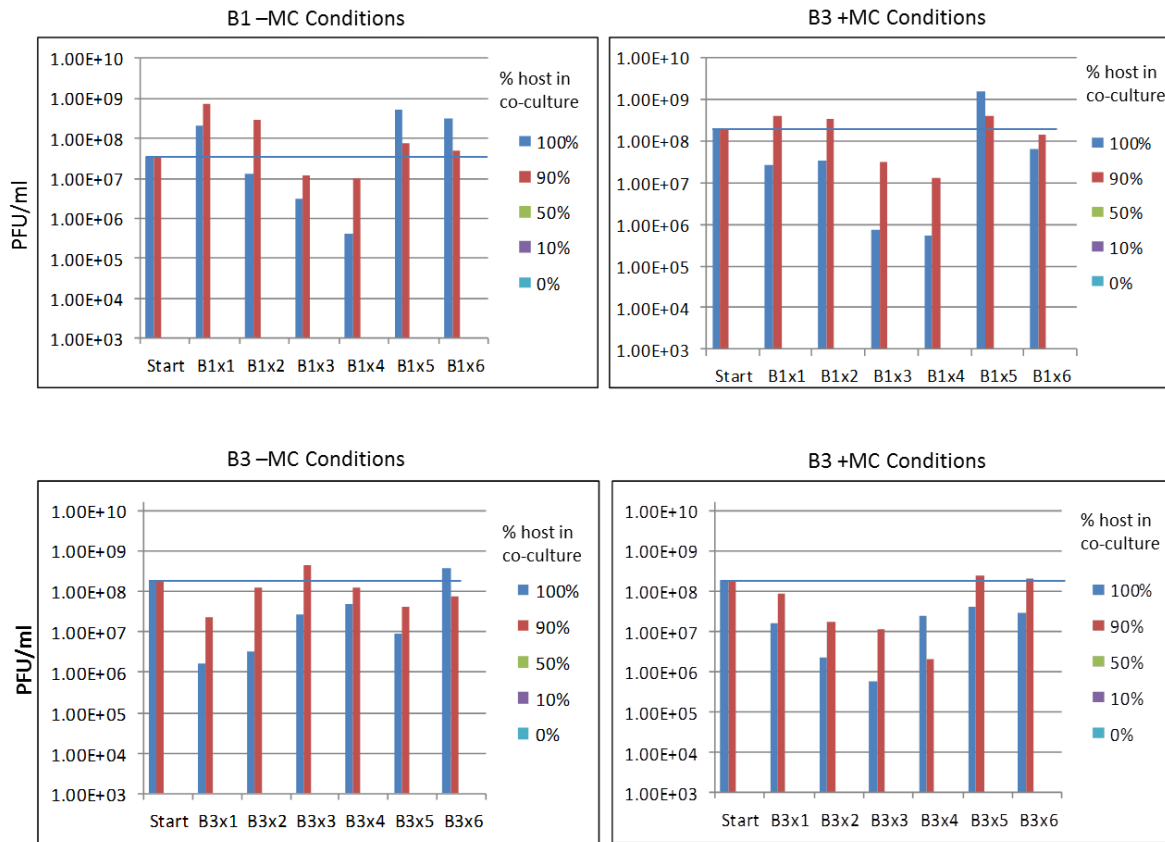 B1 –MC Conditions
PFU/ml
1.00E+10
1.00E+09
1.00E+08
1.00E+07
1.00E+06
1.00E+05
1.00E+04
1.00E+03
Start B1x1 B1x2 B1x3 B1x4 B1x5 B1x6
% host in
co-culture
100%
90%
50%
10%
0%
B3 +MC Conditions
1.00E+10
1.00E+09
1.00E+08
1.00E+07
1.00E+06
1.00E+05
1.00E+04
1.00E+03
Start B1x1 B1x2 B1x3 B1x4 B1x5 B1x6
% host in
co-culture
100%
90%
50%
10%
0%
B3 –MC Conditions
PFU/ml
1.00E+10
1.00E+09
1.00E+08
1.00E+07
1.00E+06
1.00E+05
1.00E+04
1.00E+03
Start B3x1 B3x2 B3x3 B3x4 B3x5 B3x6
% host in
co-culture
100%
90%
50%
10%
0%
B3 +MC Conditions
1.00E+10
1.00E+09
1.00E+08
1.00E+07
1.00E+06
1.00E+05
1.00E+04
1.00E+03
Start B3x1 B3x2 B3x3 B3x4 B3x5 B3x6
% host in
co-culture
100%
90%
50%
10%
0%